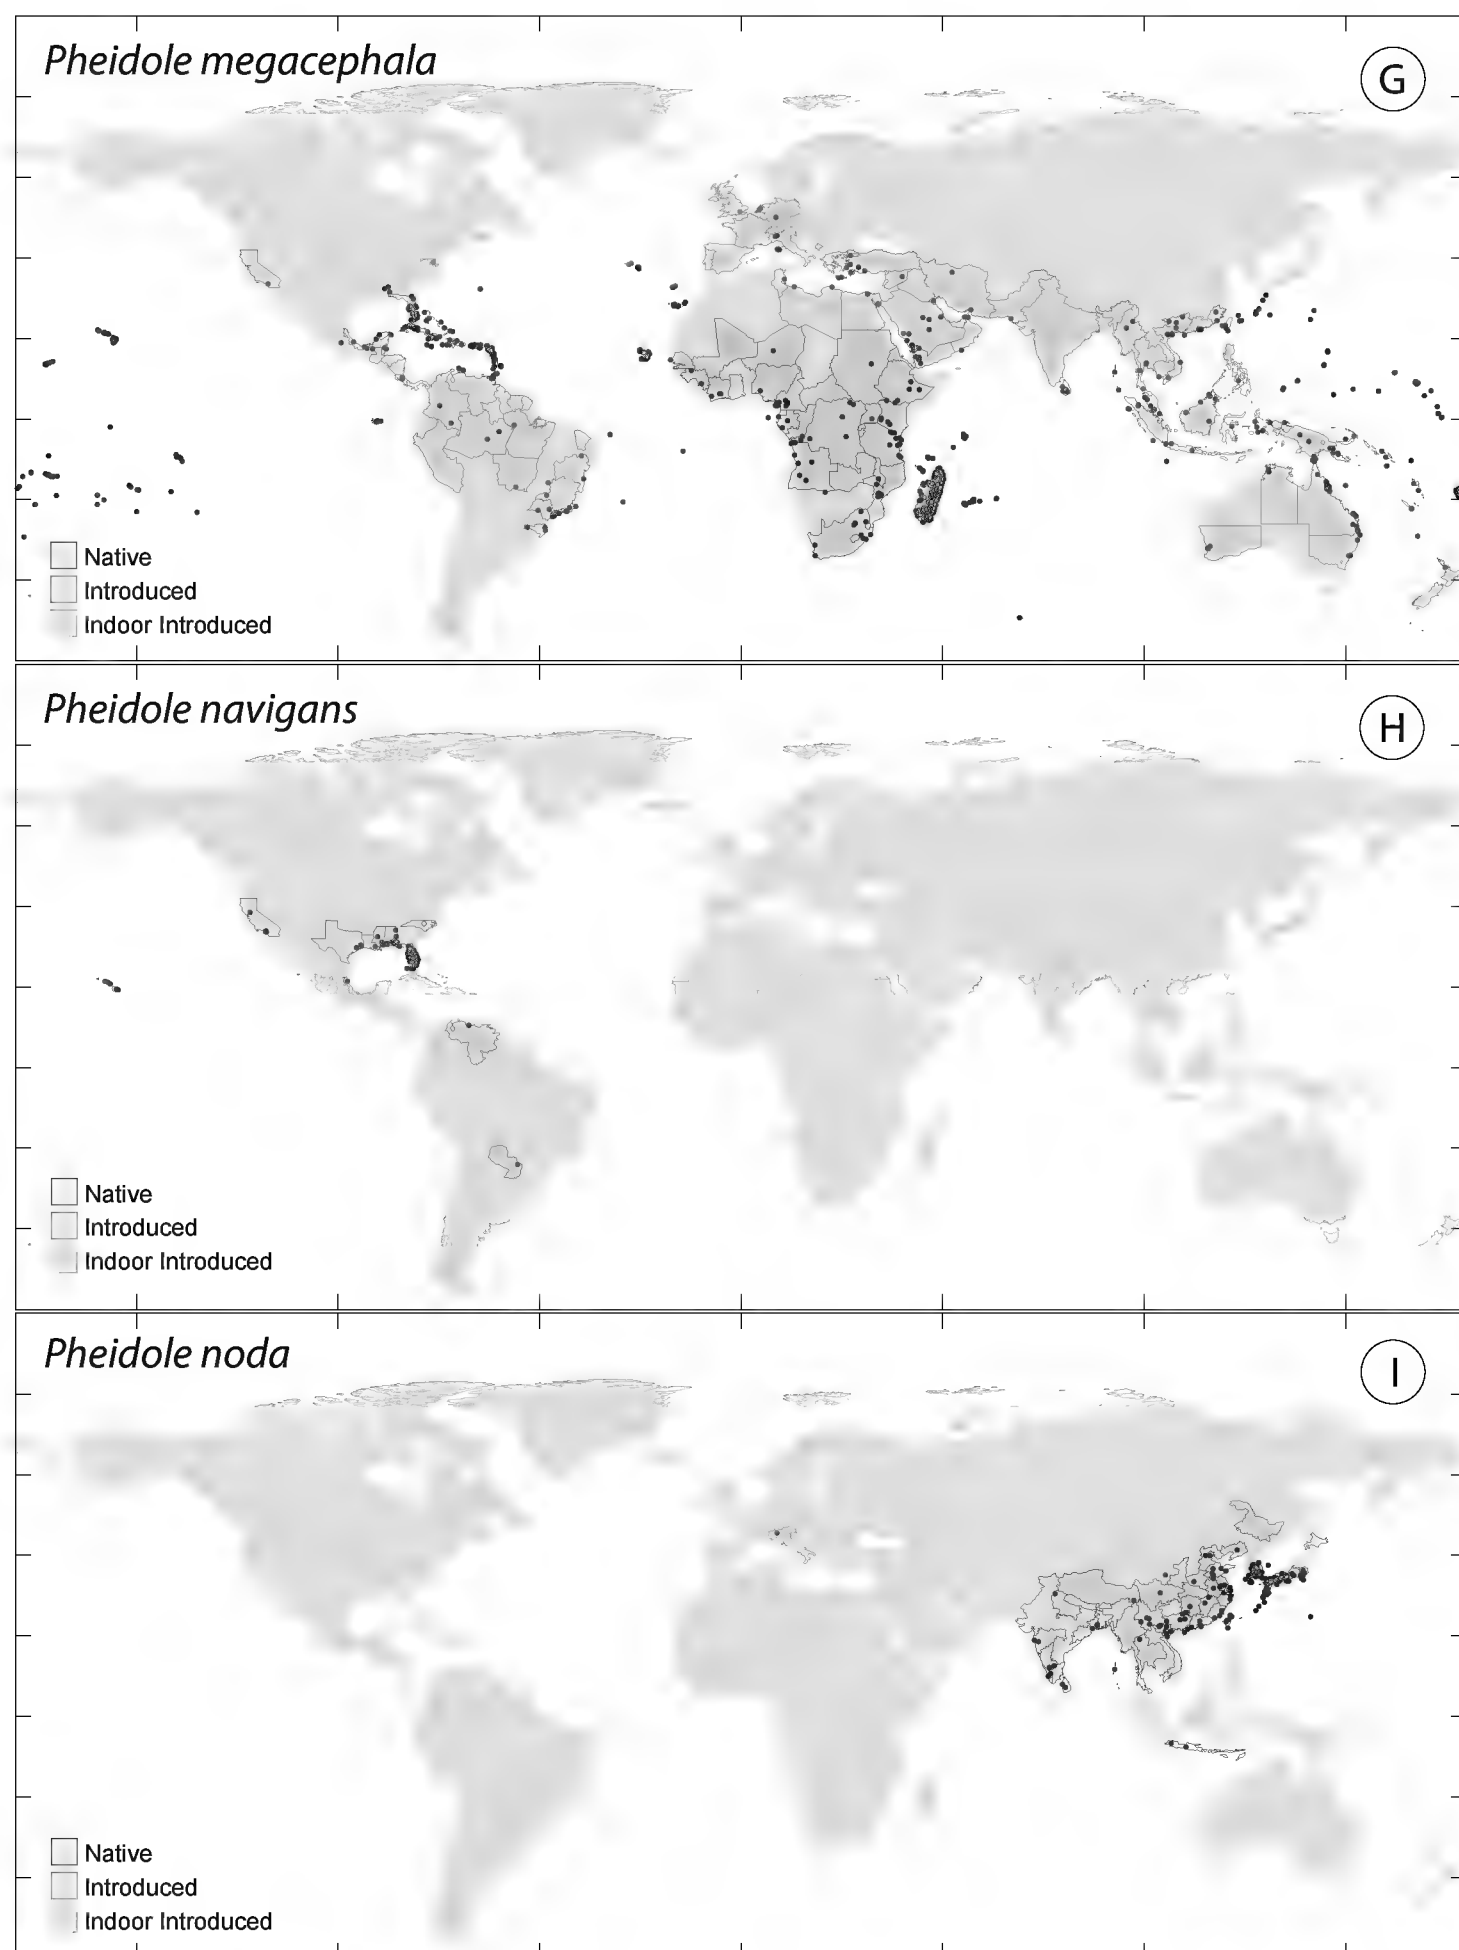 Pheidole megacephala
G
Native
Introduced
Indoor Introduced
Pheidole navigans
H
Native
Introduced
Indoor Introduced
Pheidole noda
I
Native
Introduced
Indoor Introduced